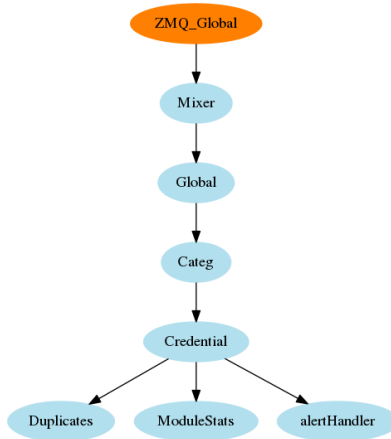 ZMQ_Global
Mixer
Global
Categ
Credential
Duplicates
ModuleStats
alertHandler